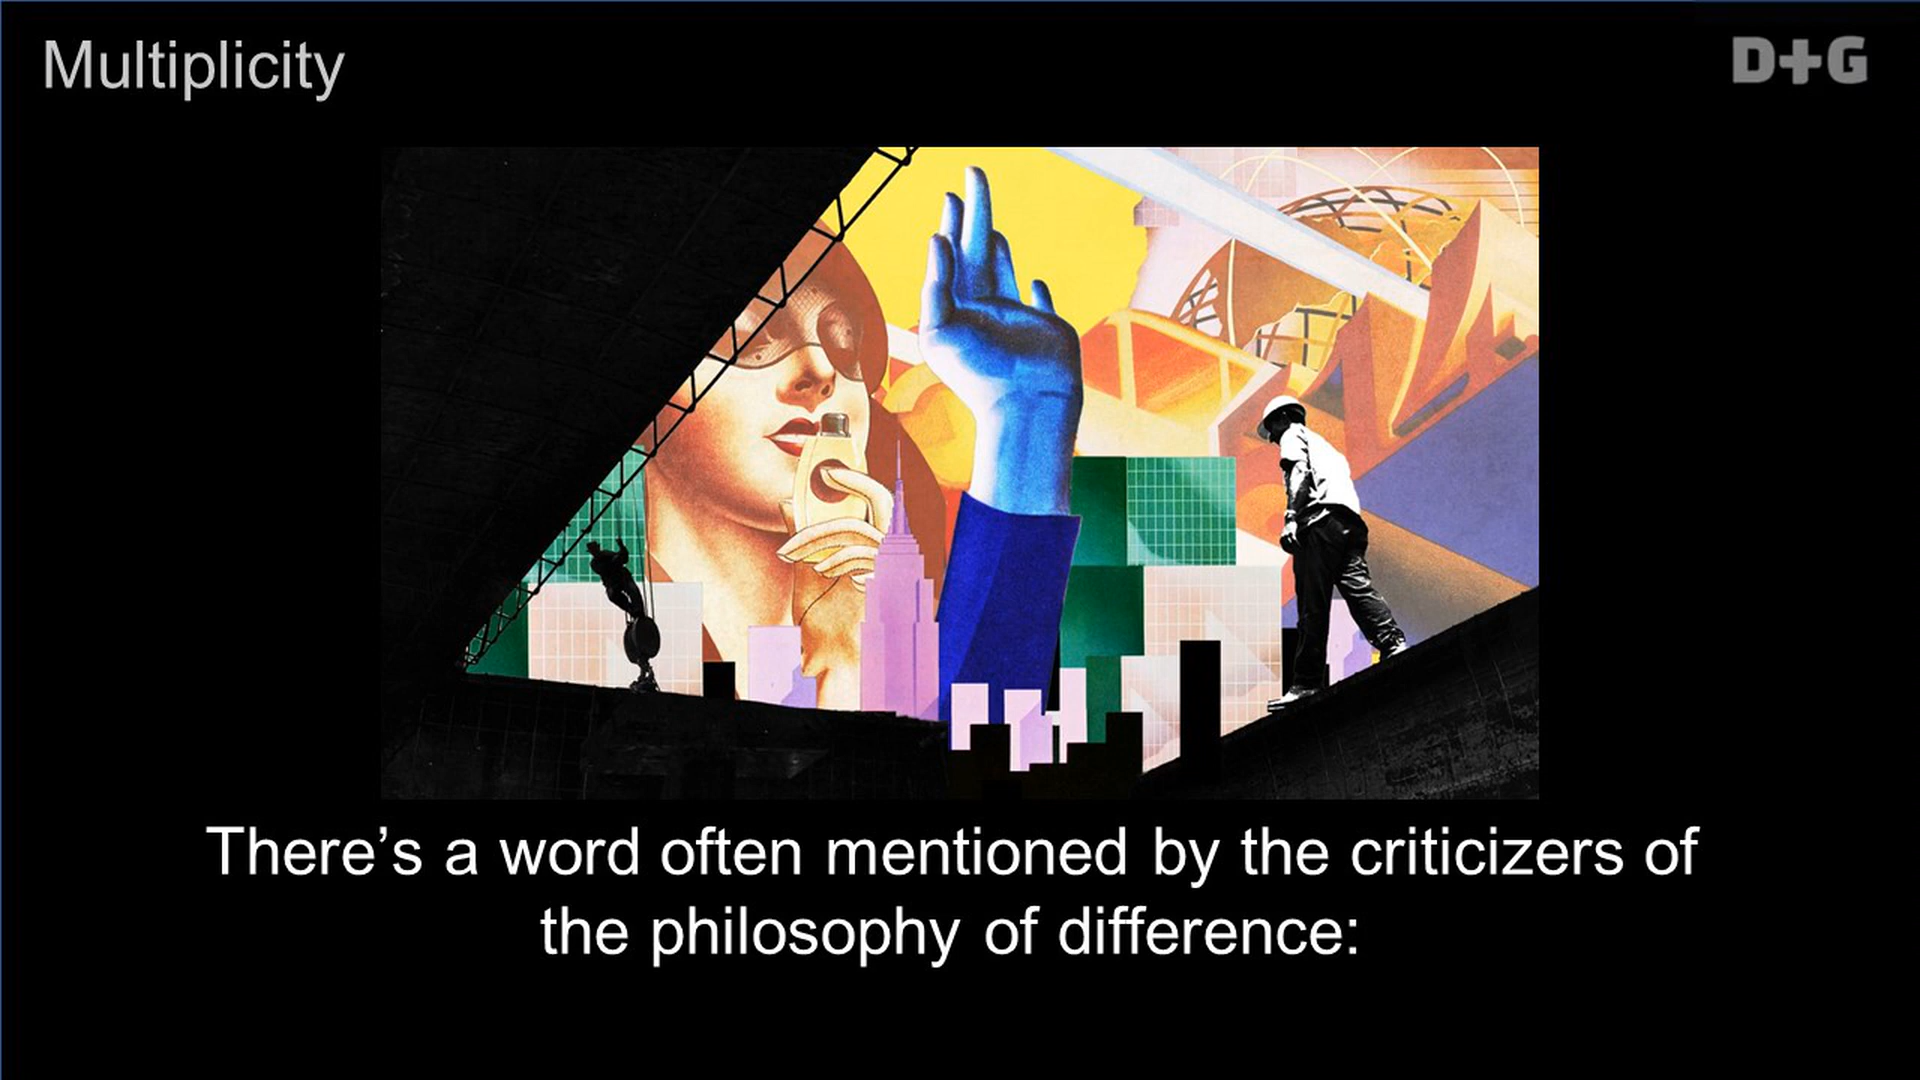 Multiplicity
D+G
There’s a word often mentioned by the criticizers of
the philosophy of difference: